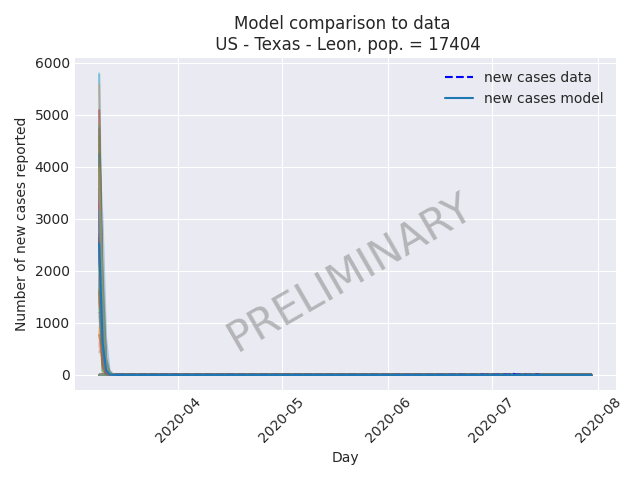 Model comparison to data
US - Texas - Leon, pop. = 17404
6000
5000
4000
3000
2000
1000
0
Number of new cases reported
new cases data
new cases model
PRELIMINARY
2020-04
2020-05
2020-06
2020-07
2020-08
Day